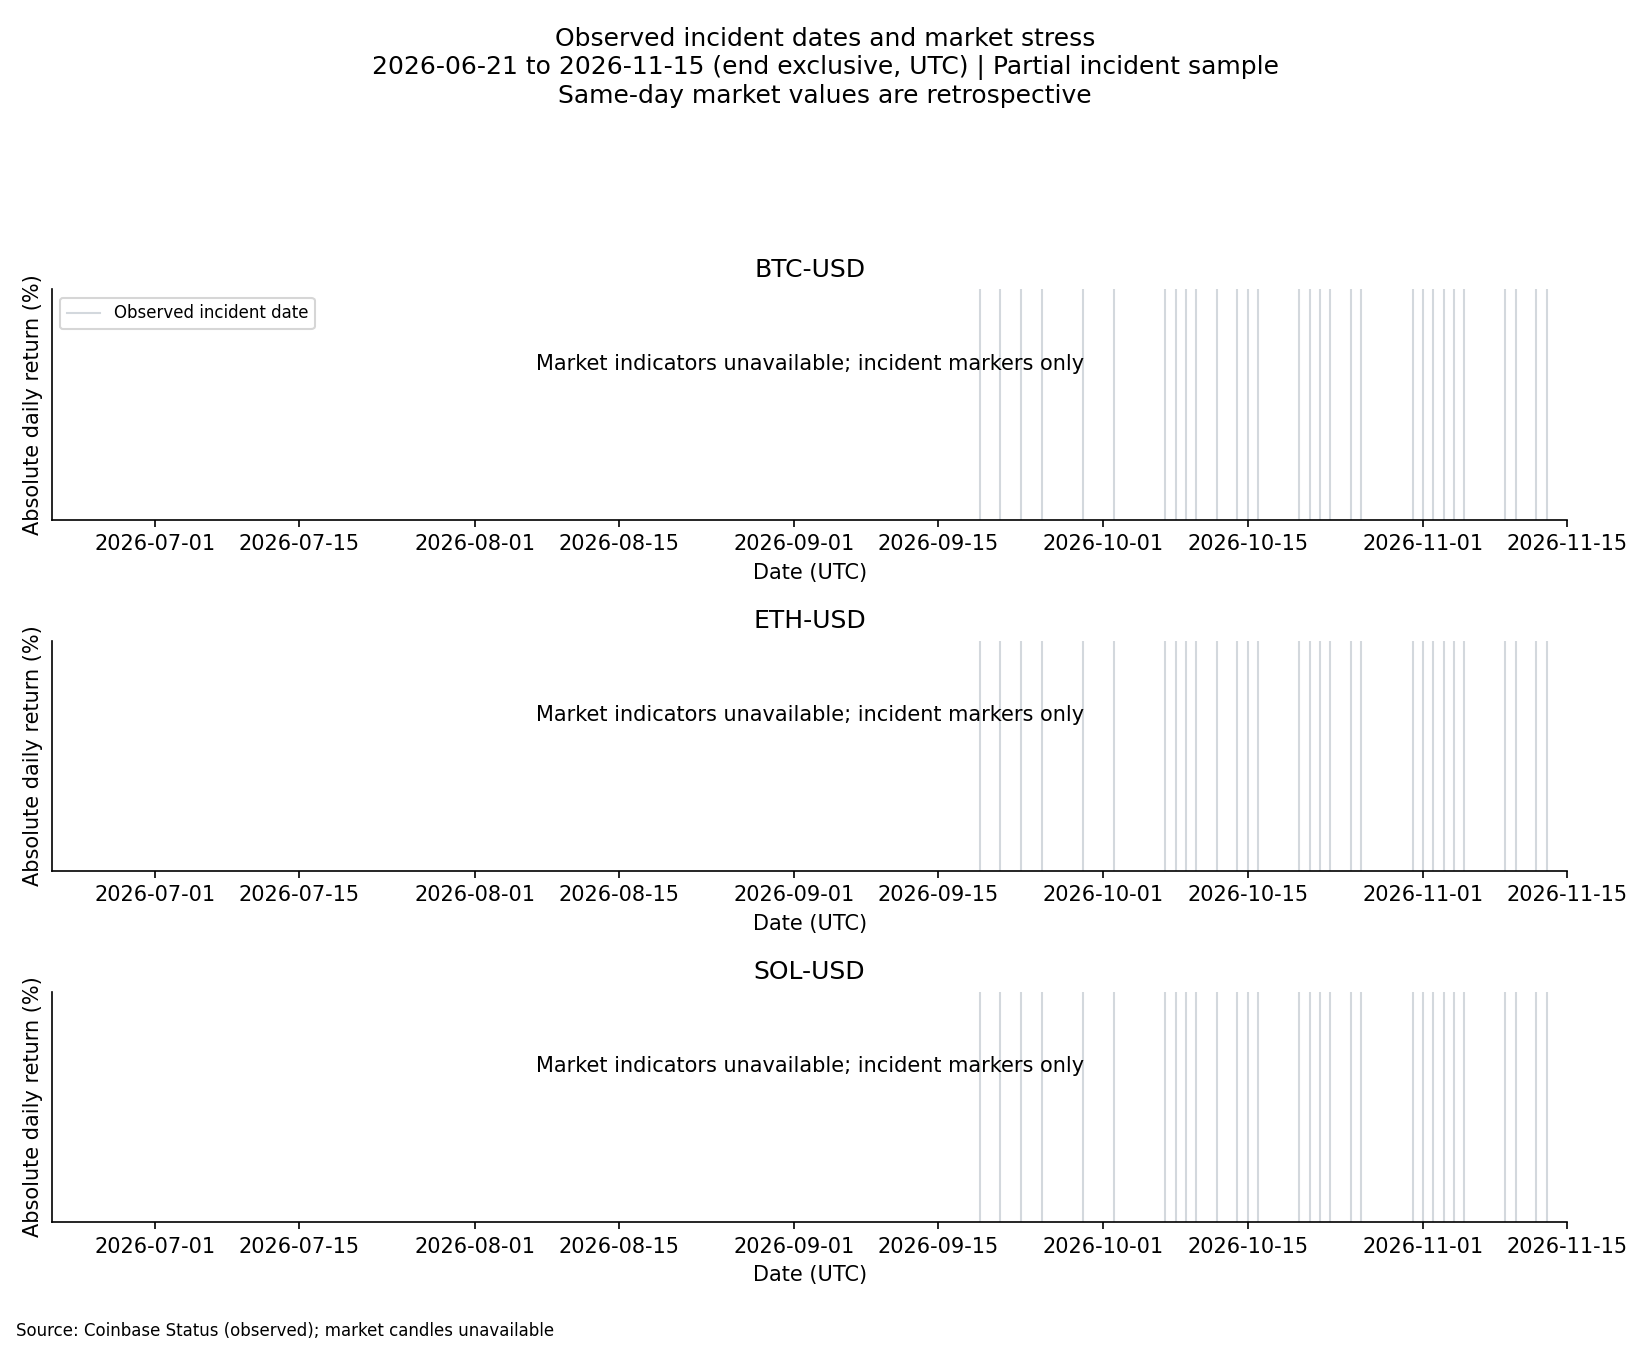 Observed incident dates and market stress
2026-06-21 to 2026-11-15 (end exclusive, UTC) | Partial incident sample
Same-day market values are retrospective
BTC-USD
Absolute daily return (%)
Observed incident date
Market indicators unavailable; incident markers only
2026-07-01 2026-07-15 2026-08-01 2026-08-15 2026-09-01 2026-09-15 2026-10-01 2026-10-15 2026-11-01 2026-11-15
Date (UTC)
ETH-USD
Absolute daily return (%)
Market indicators unavailable; incident markers only
2026-07-01 2026-07-15 2026-08-01 2026-08-15 2026-09-01 2026-09-15 2026-10-01 2026-10-15 2026-11-01 2026-11-15
Date (UTC)
SOL-USD
Absolute daily return (%)
Market indicators unavailable; incident markers only
2026-07-01 2026-07-15 2026-08-01 2026-08-15 2026-09-01 2026-09-15 2026-10-01 2026-10-15 2026-11-01 2026-11-15
Date (UTC)
Source: Coinbase Status (observed); market candles unavailable